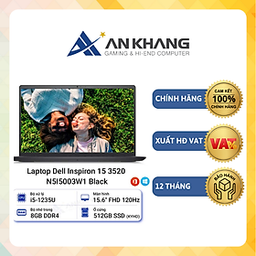 AN KHANG
GAMING & HI-END COMPUTER
CHÍNH HÃNG
CAM KẾT
100%
CHÍNH HÃNG
XUẤT HĐ VAT
VAT
12 THÁNG
BẢO HÀNH
Laptop Dell Inspiron 15 3520
N5I5003W1 Black
Bộ xử lý
i5-1235U
Màn hình
15.6" FHD 120Hz
Bộ nhớ trong
8GB DDR4
Ổ cứng
512GB SSD